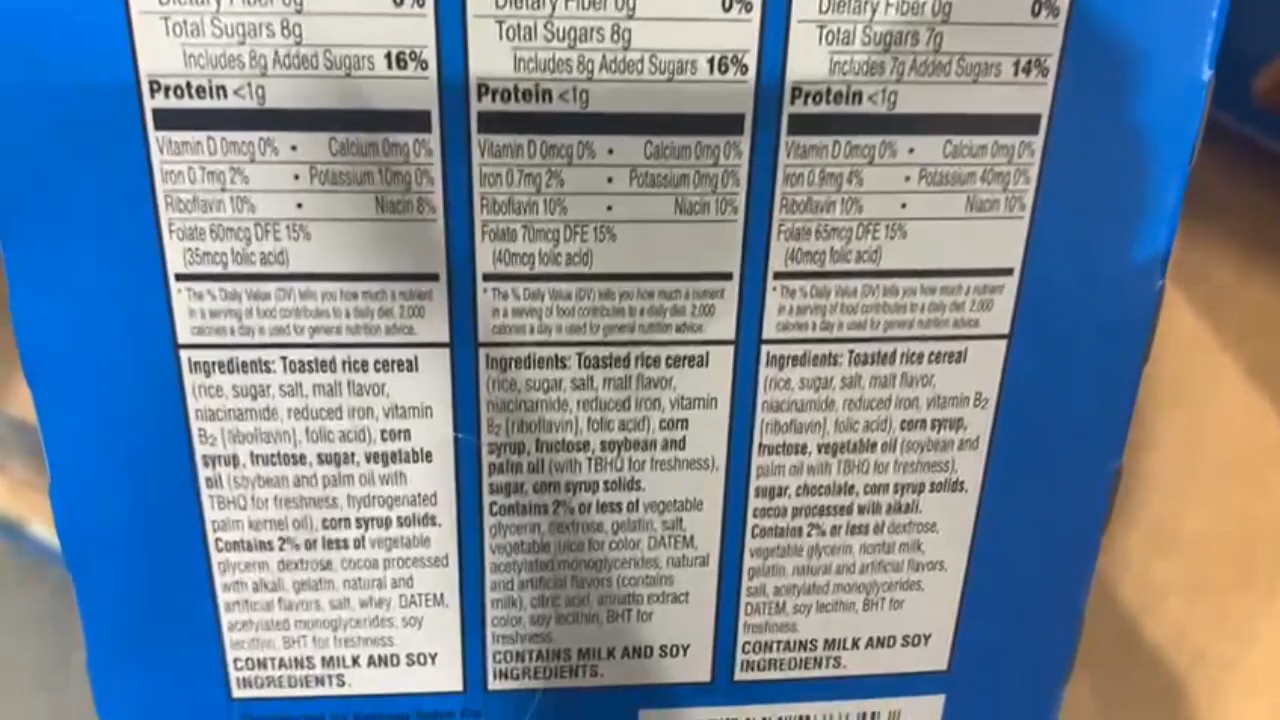 Dietary Fiber 0g 0%
Total Sugars 8g
Includes 8g Added Sugars 16%
Protein <1g
Vitamin D 0mcg 0% • Calcium 0mg 0%
Iron 0.7mg 2% • Potassium 10mg 0%
Riboflavin 10% • Niacin 8%
Folate 60mcg DFE 15%
(35mcg folic acid)
* The % Daily Value (DV) tells you how much a nutrient
in a serving of food contributes to a daily diet. 2,000
calories a day is used for general nutrition advice.
Ingredients: Toasted rice cereal
(rice, sugar, salt, malt flavor,
niacinamide, reduced iron, vitamin
B2 [riboflavin], folic acid), corn
syrup, fructose, sugar, vegetable
oil (soybean and palm oil with
TBHQ for freshness, hydrogenated
palm kernel oil), corn syrup solids.
Contains 2% or less of vegetable
glycerin, dextrose, cocoa processed
with alkali, gelatin, natural and
artificial flavors, salt, whey, DATEM,
acetylated monoglycerides, soy
lecithin, BHT for freshness.
CONTAINS MILK AND SOY
INGREDIENTS.
Dietary Fiber 0g 0%
Total Sugars 8g
Includes 8g Added Sugars 16%
Protein <1g
Vitamin D 0mcg 0% • Calcium 0mg 0%
Iron 0.7mg 2% • Potassium 0mg 0%
Riboflavin 10% • Niacin 10%
Folate 70mcg DFE 15%
(40mcg folic acid)
* The % Daily Value (DV) tells you how much a nutrient
in a serving of food contributes to a daily diet. 2,000
calories a day is used for general nutrition advice.
Ingredients: Toasted rice cereal
(rice, sugar, salt, malt flavor,
niacinamide, reduced iron, vitamin
B2 [riboflavin], folic acid), corn
syrup, fructose, soybean and
palm oil (with TBHQ for freshness),
sugar, corn syrup solids.
Contains 2% or less of vegetable
glycerin, dextrose, gelatin, salt,
vegetable juice for color, DATEM,
acetylated monoglycerides, natural
and artificial flavors (contains
milk), citric acid, annatto extract
color, soy lecithin, BHT for
freshness.
CONTAINS MILK AND SOY
INGREDIENTS.
Dietary Fiber 0g 0%
Total Sugars 7g
Includes 7g Added Sugars 14%
Protein <1g
Vitamin D 0mcg 0% • Calcium 0mg 0%
Iron 0.9mg 4% • Potassium 40mg 0%
Riboflavin 10% • Niacin 10%
Folate 65mcg DFE 15%
(40mcg folic acid)
* The % Daily Value (DV) tells you how much a nutrient
in a serving of food contributes to a daily diet. 2,000
calories a day is used for general nutrition advice.
Ingredients: Toasted rice cereal
(rice, sugar, salt, malt flavor,
niacinamide, reduced iron, vitamin B2
[riboflavin], folic acid), corn syrup,
fructose, vegetable oil (soybean and
palm oil with TBHQ for freshness),
sugar, chocolate, corn syrup solids,
cocoa processed with alkali.
Contains 2% or less of dextrose,
vegetable glycerin, nonfat milk,
gelatin, natural and artificial flavors,
salt, acetylated monoglycerides,
DATEM, soy lecithin, BHT for
freshness.
CONTAINS MILK AND SOY
INGREDIENTS.